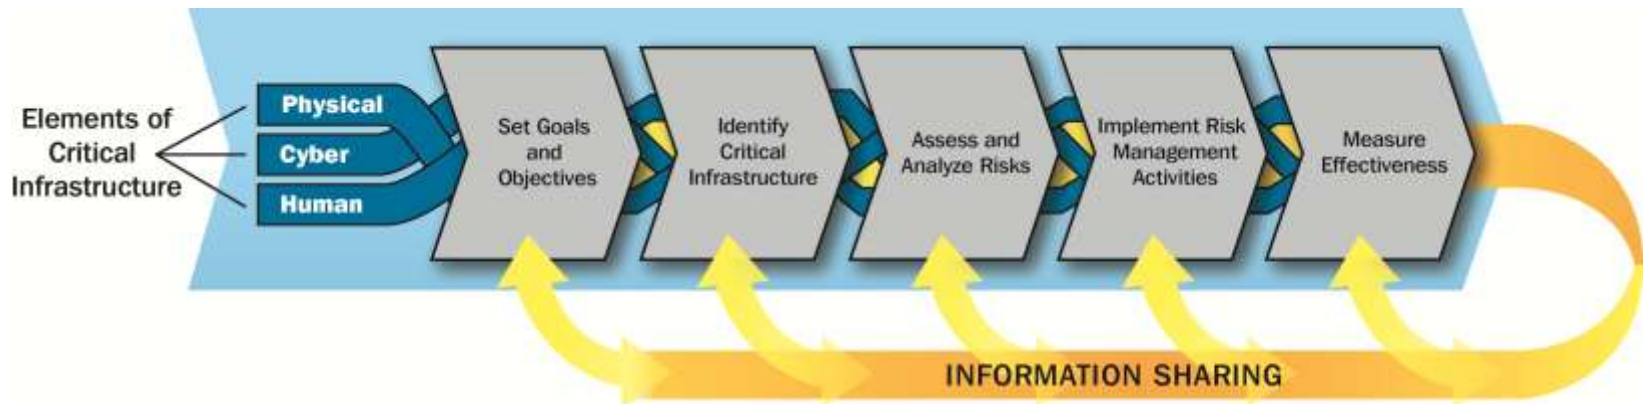 Elements of
Critical
Infrastructure
Physical
Cyber
Human
Set Goals
and
Objectives
Identify
Critical
Infrastructure
Assess and
Analyze Risks
Implement Risk
Management
Activities
Measure
Effectiveness
INFORMATION SHARING